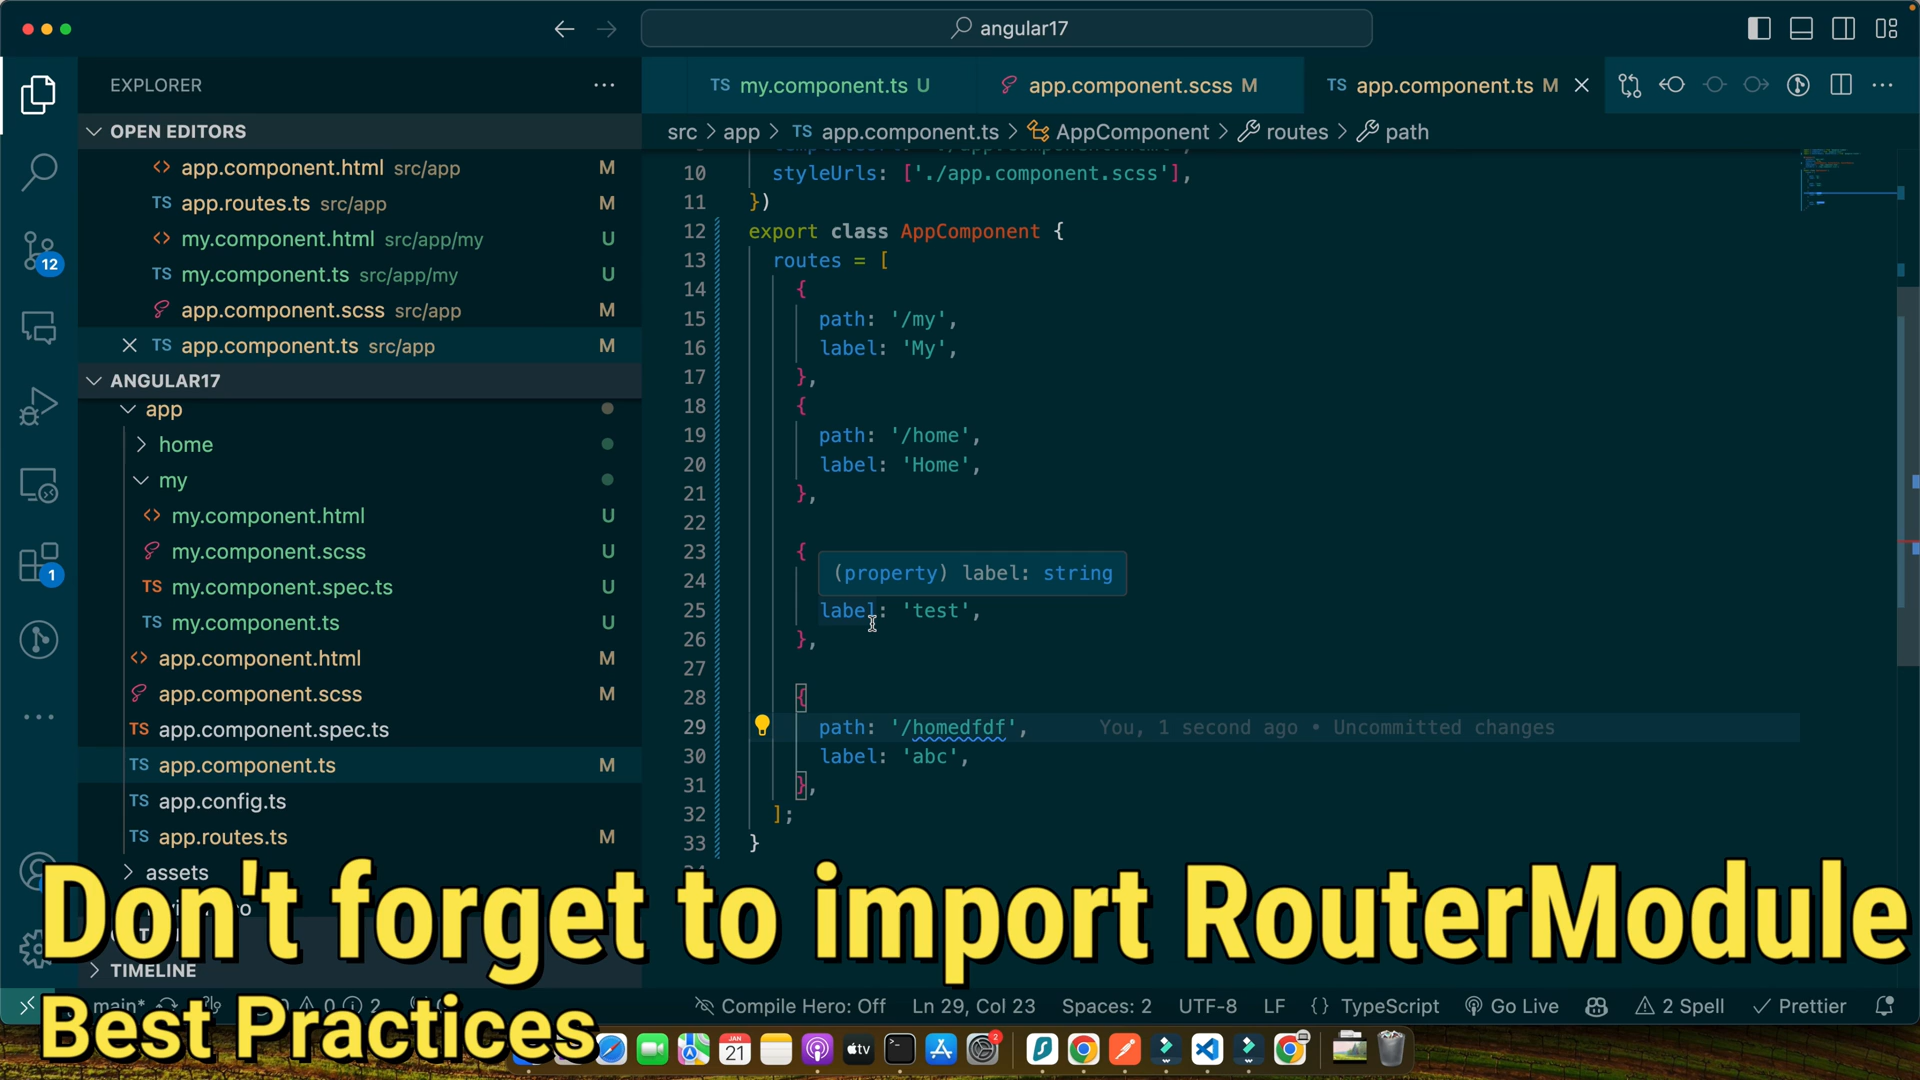 angular17
EXPLORER
TS my.component.ts U
app.component.scss M
TS app.component.ts M
OPEN EDITORS
src > app > TS app.component.ts > AppComponent > routes > path
<> app.component.html src/app M
TS app.routes.ts src/app M
<> my.component.html src/app/my U
TS my.component.ts src/app/my U
app.component.scss src/app M
TS app.component.ts src/app M
ANGULAR17
app
home
my
<> my.component.html U
my.component.scss U
TS my.component.spec.ts U
TS my.component.ts U
<> app.component.html M
app.component.scss M
TS app.component.spec.ts
TS app.component.ts M
TS app.config.ts
TS app.routes.ts M
assets
TIMELINE
12
1
10 styleUrls: ['./app.component.scss'],
11 })
12 export class AppComponent {
13 routes = [
14 {
15 path: '/my',
16 label: 'My',
17 },
18 {
19 path: '/home',
20 label: 'Home',
21 },
22
23 {
(property) label: string
24
25 label: 'test',
26 },
27
28 {
29 path: '/homedfdf', You, 1 second ago • Uncommitted changes
30 label: 'abc',
31 },
32 ];
33 }
Don't forget to import RouterModule
Best Practices
main* 0 2
Compile Hero: Off Ln 29, Col 23 Spaces: 2 UTF-8 LF {} TypeScript Go Live 2 Spell Prettier
JAN
21
tv
2